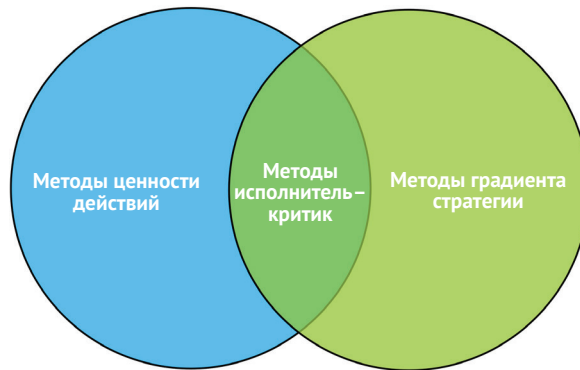 Методы ценности
действий
Методы
исполнитель–
критик
Методы градиента
стратегии